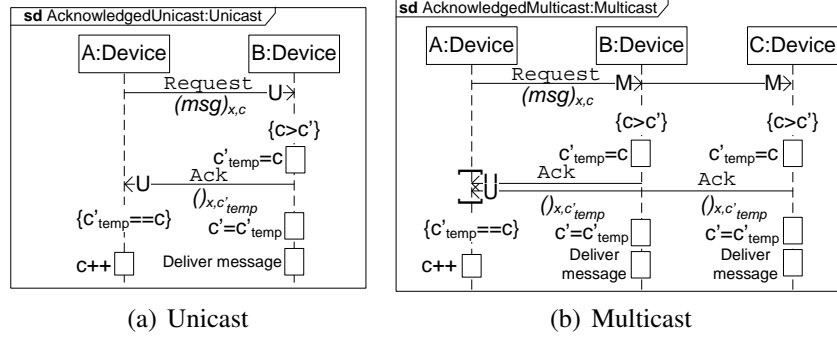 sd AcknowledgedUnicast:Unicast
A:Device
B:Device
Request
U
(msg)x,c
{c>c'}
c'temp=c
Ack
U
()x,c'temp
{c'temp==c}
c'=c'temp
c++
Deliver message
(a) Unicast
sd AcknowledgedMulticast:Multicast
A:Device
B:Device
C:Device
Request
M
M
(msg)x,c
{c>c'}
{c>c'}
c'temp=c
c'temp=c
Ack
Ack
U
()x,c'temp
()x,c'temp
{c'temp==c}
c'=c'temp
c'=c'temp
c++
Deliver
message
Deliver
message
(b) Multicast